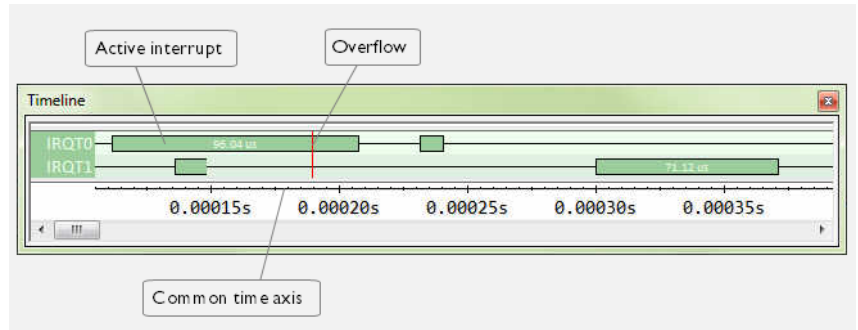 Active interrupt
Overflow
Timeline
IRQT0
96.04 us
IRQT1
71.12 us
0.00015s 0.00020s 0.00025s 0.00030s 0.00035s
Common time axis